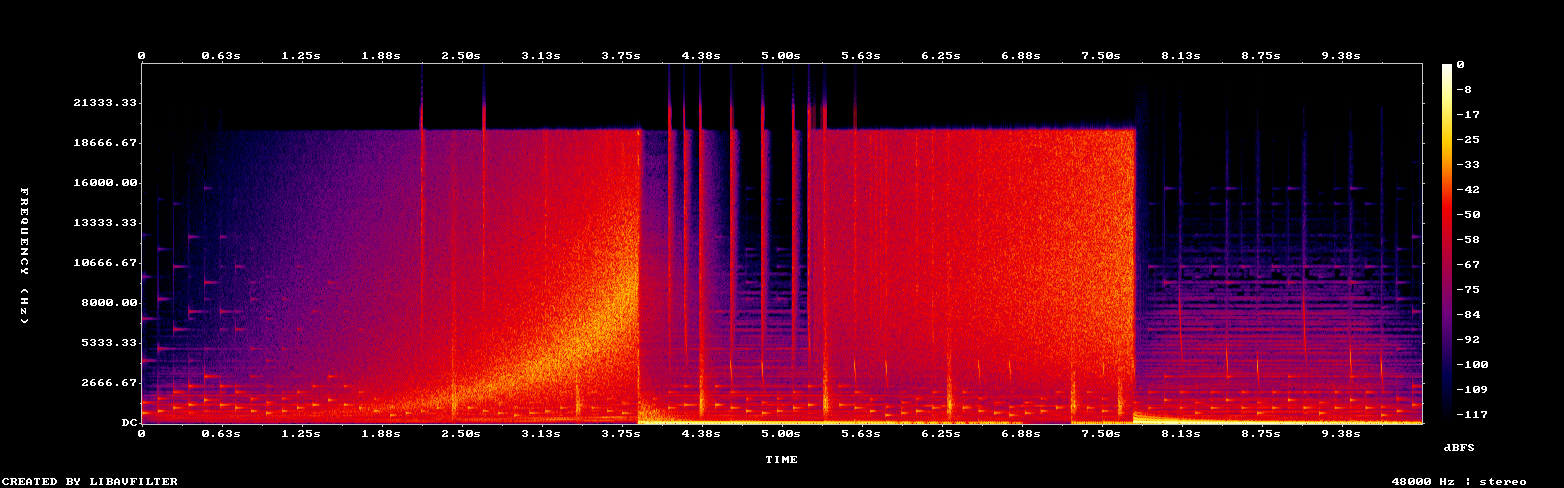 0 0.63s 1.25s 1.88s 2.50s 3.13s 3.75s 4.38s 5.00s 5.63s 6.25s 6.88s 7.50s 8.13s 8.75s 9.38s
21333.33
18666.67
16000.00
13333.33
10666.67
8000.00
5333.33
2666.67
DC
FREQUENCY (Hz)
0
-8
-17
-25
-33
-42
-50
-58
-67
-75
-84
-92
-100
-109
-117
dBFS
0 0.63s 1.25s 1.88s 2.50s 3.13s 3.75s 4.38s 5.00s 5.63s 6.25s 6.88s 7.50s 8.13s 8.75s 9.38s
TIME
CREATED BY LIBAVFILTER
48000 Hz | stereo